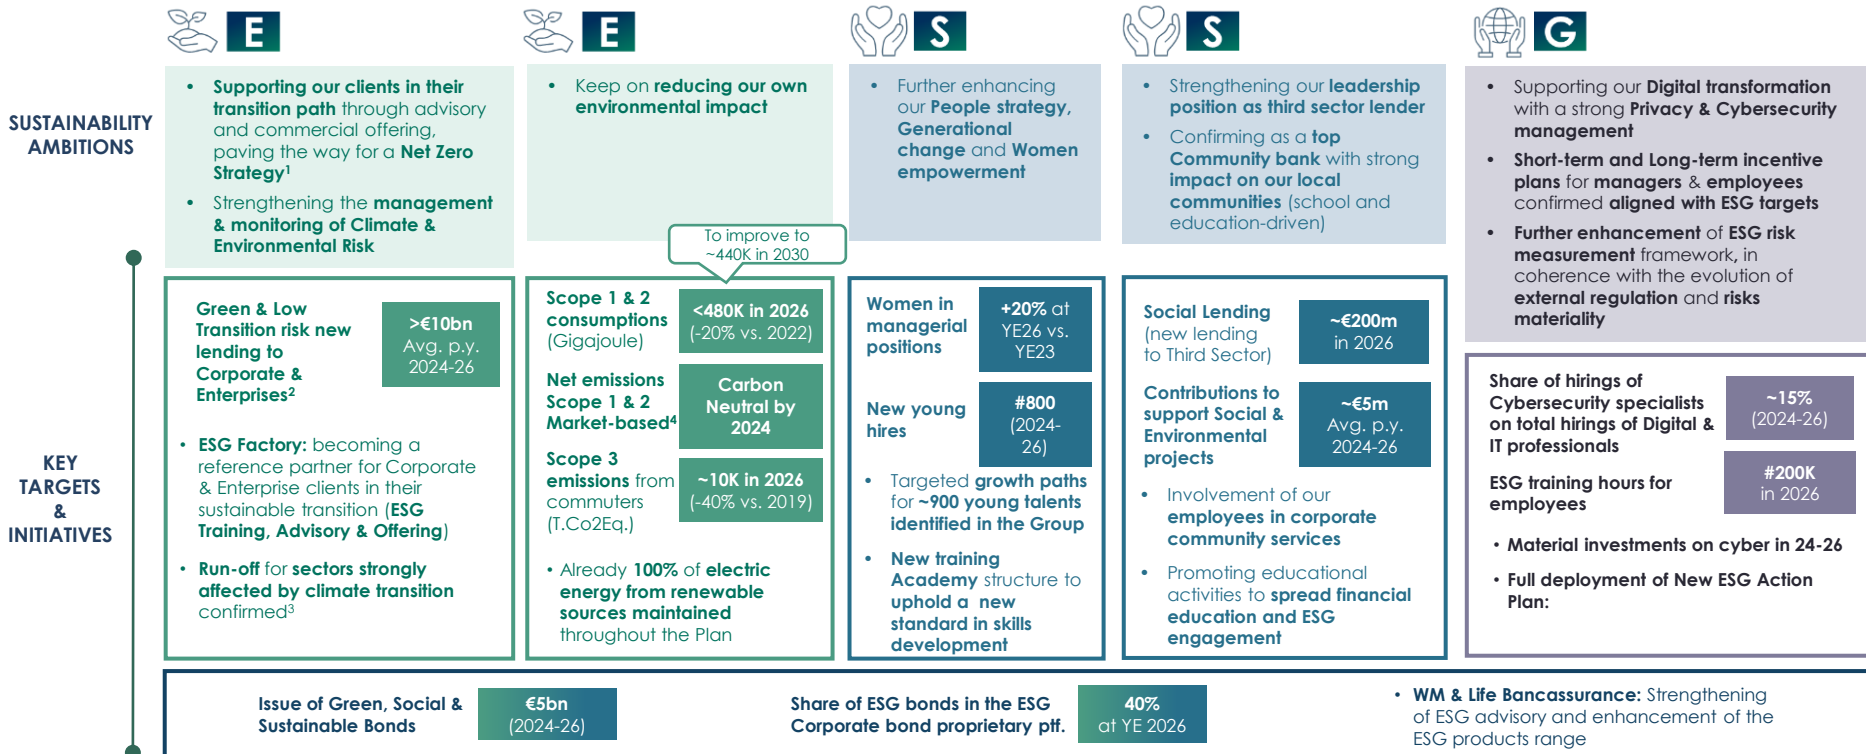 E
E
S
S
G
SUSTAINABILITY
AMBITIONS
• Supporting our clients in their
transition path through advisory
and commercial offering,
paving the way for a Net Zero
Strategy¹
• Strengthening the management
& monitoring of Climate &
Environmental Risk
• Keep on reducing our own
environmental impact
• Further enhancing
our People strategy,
Generational
change and Women
empowerment
• Strengthening our leadership
position as third sector lender
• Confirming as a top
Community bank with strong
impact on our local
communities (school and
education-driven)
• Supporting our Digital transformation
with a strong Privacy & Cybersecurity
management
• Short-term and Long-term incentive
plans for managers & employees
confirmed aligned with ESG targets
• Further enhancement of ESG risk
measurement framework, in
coherence with the evolution of
external regulation and risks
materiality
KEY
TARGETS
&
INITIATIVES
Green & Low
Transition risk new
lending to
Corporate &
Enterprises²
>€10bn
Avg. p.y.
2024-26
• ESG Factory: becoming a
reference partner for Corporate
& Enterprise clients in their
sustainable transition (ESG
Training, Advisory & Offering)
• Run-off for sectors strongly
affected by climate transition
confirmed³
To improve to
~440K in 2030
Scope 1 & 2
consumptions
(Gigajoule)
<480K in 2026
(-20% vs. 2022)
Net emissions
Scope 1 & 2
Market-based⁴
Carbon
Neutral by
2024
Scope 3
emissions from
commuters
(T.Co2Eq.)
~10K in 2026
(-40% vs. 2019)
• Already 100% of electric
energy from renewable
sources maintained
throughout the Plan
Women in
managerial
positions
+20% at
YE26 vs.
YE23
New young
hires
#800
(2024-
26)
• Targeted growth paths
for ~900 young talents
identified in the Group
• New training
Academy structure to
uphold a new
standard in skills
development
Social Lending
(new lending
to Third Sector)
~€200m
in 2026
Contributions to
support Social &
Environmental
projects
~€5m
Avg. p.y.
2024-26
• Involvement of our
employees in corporate
community services
• Promoting educational
activities to spread financial
education and ESG
engagement
Share of hirings of
Cybersecurity specialists
on total hirings of Digital &
IT professionals
~15%
(2024-26)
ESG training hours for
employees
#200K
in 2026
• Material investments on cyber in 24-26
• Full deployment of New ESG Action
Plan:
Issue of Green, Social &
Sustainable Bonds
€5bn
(2024-26)
Share of ESG bonds in the ESG
Corporate bond proprietary ptf.
40%
at YE 2026
• WM & Life Bancassurance: Strengthening
of ESG advisory and enhancement of the
ESG products range